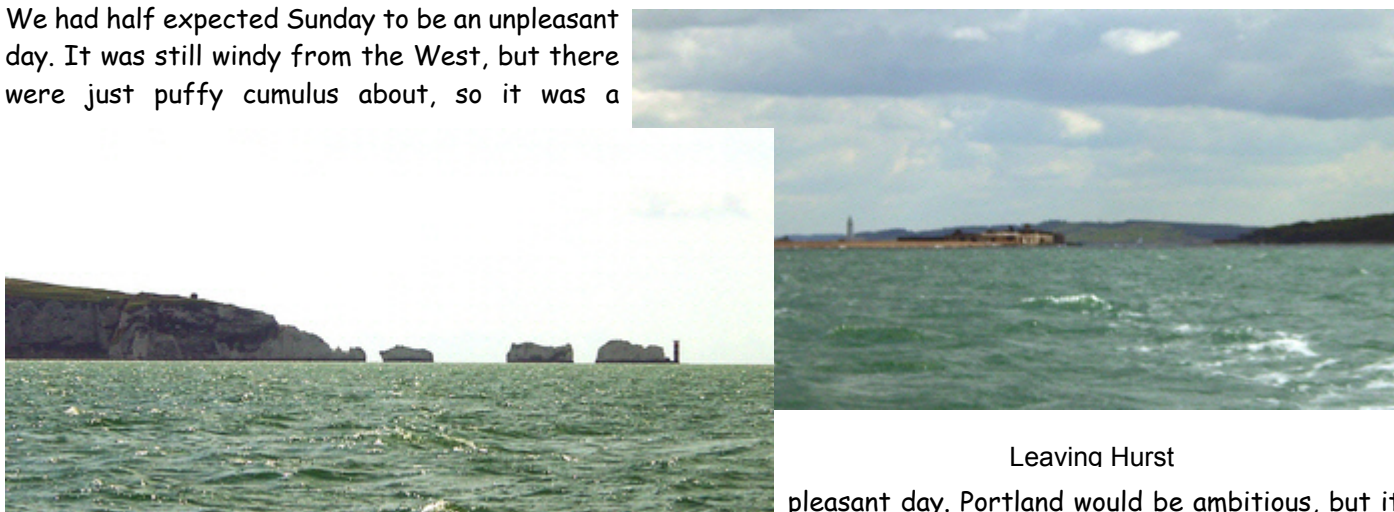 We had half expected Sunday to be an unpleasant
day. It was still windy from the West, but there
were just puffy cumulus about, so it was a
Leaving Hurst
pleasant day. Portland would be ambitious, but it